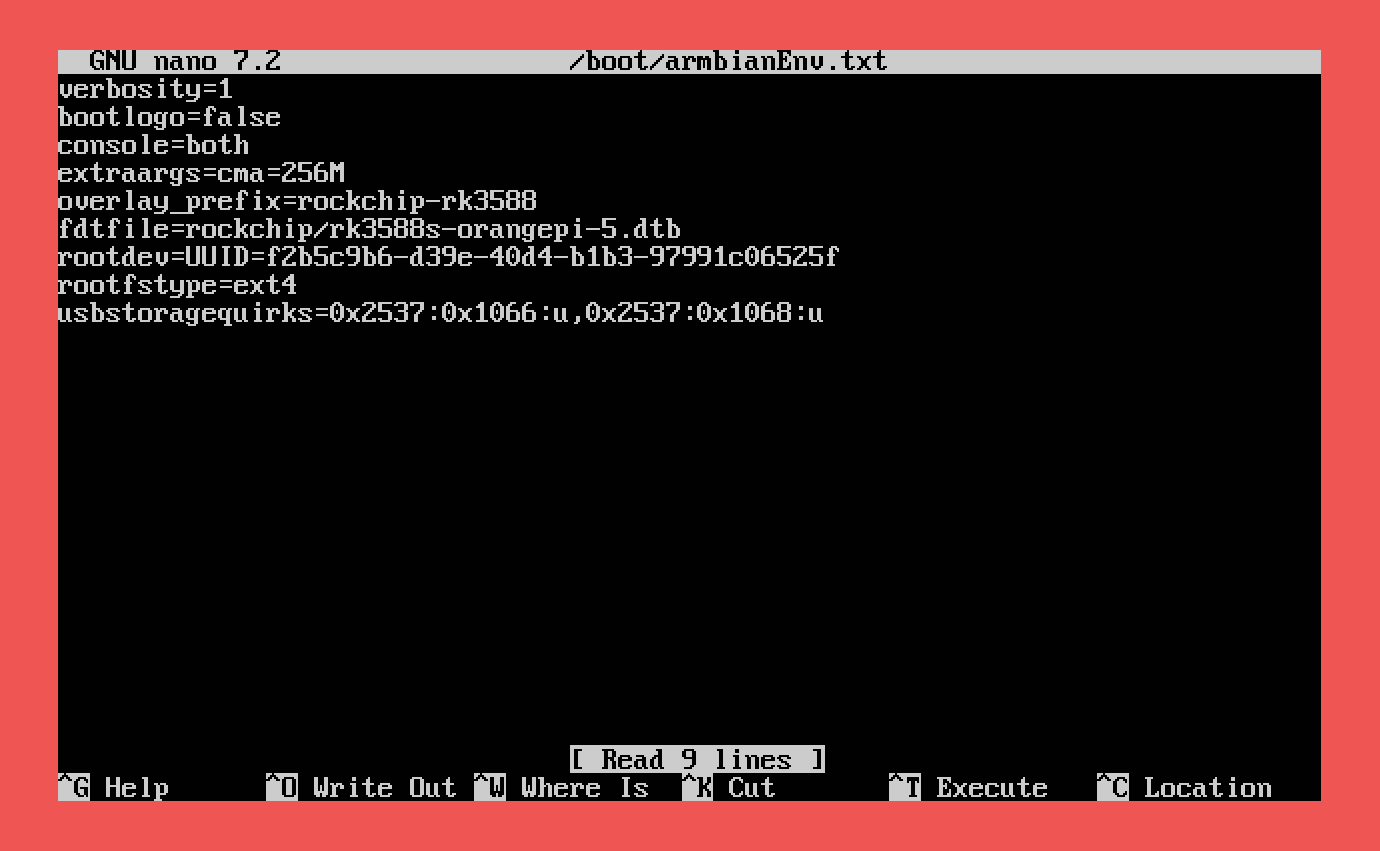 GNU nano 7.2 /boot/armbianEnv.txt
verbosity=1
bootlogo=false
console=both
extraargs=cma=256M
overlay_prefix=rockchip-rk3588
fdtfile=rockchip/rk3588s-orangepi-5.dtb
rootdev=UUID=f2b5c9b6-d39e-40d4-b1b3-97991c06525f
rootfstype=ext4
usbstoragequirks=0x2537:0x1066:u,0x2537:0x1068:u
[ Read 9 lines ]
^G Help ^O Write Out ^W Where Is ^K Cut ^T Execute ^C Location